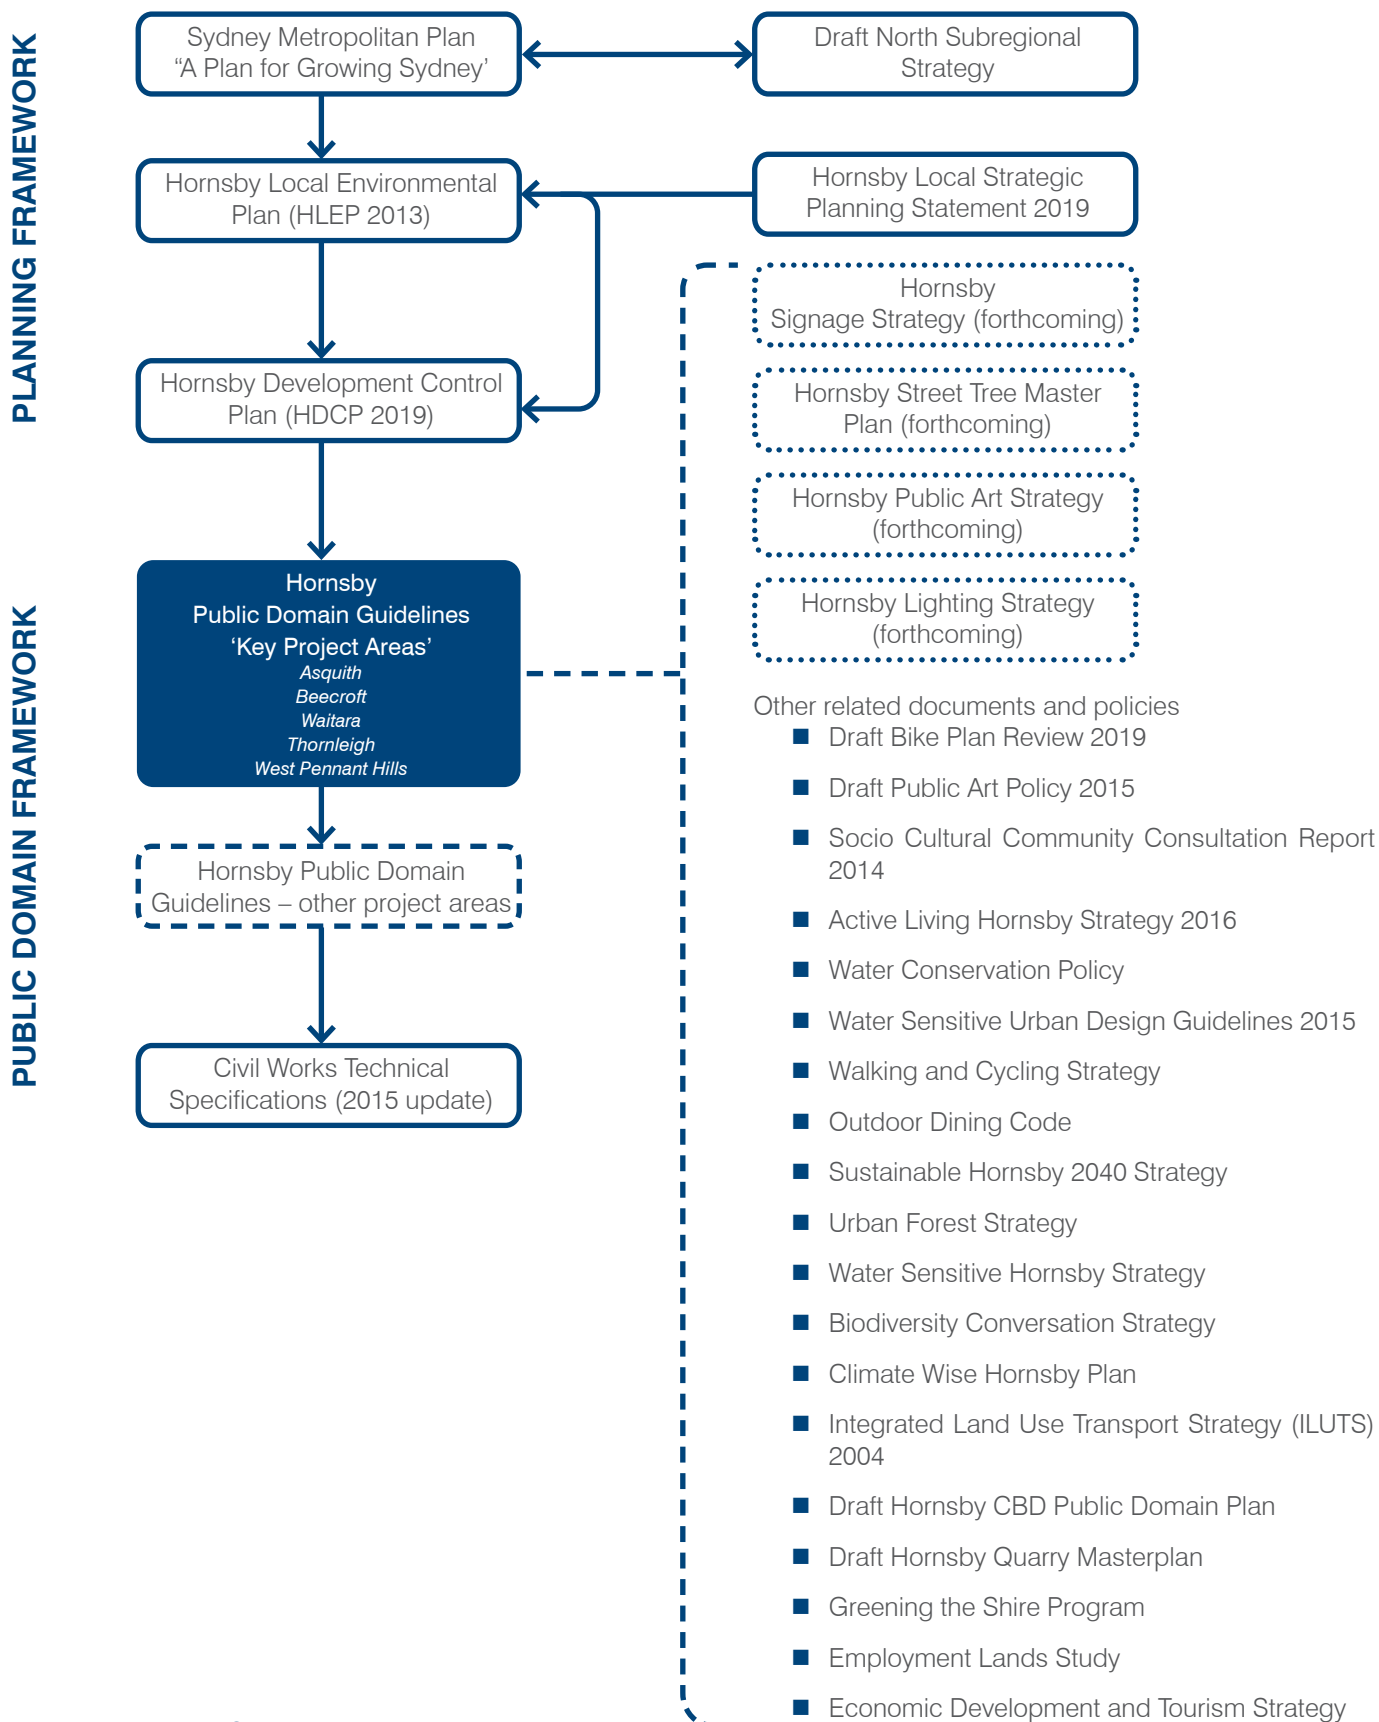 PLANNING FRAMEWORK
Sydney Metropolitan Plan
“A Plan for Growing Sydney’
Draft North Subregional
Strategy
Hornsby Local Environmental
Plan (HLEP 2013)
Hornsby Local Strategic
Planning Statement 2019
Hornsby Development Control
Plan (HDCP 2019)
PUBLIC DOMAIN FRAMEWORK
Hornsby
Public Domain Guidelines
‘Key Project Areas’
Asquith
Beecroft
Waitara
Thornleigh
West Pennant Hills
Hornsby Public Domain
Guidelines – other project areas
Civil Works Technical
Specifications (2015 update)
Hornsby
Signage Strategy (forthcoming)
Hornsby Street Tree Master
Plan (forthcoming)
Hornsby Public Art Strategy
(forthcoming)
Hornsby Lighting Strategy
(forthcoming)
Other related documents and policies
■ Draft Bike Plan Review 2019
■ Draft Public Art Policy 2015
■ Socio Cultural Community Consultation Report
2014
■ Active Living Hornsby Strategy 2016
■ Water Conservation Policy
■ Water Sensitive Urban Design Guidelines 2015
■ Walking and Cycling Strategy
■ Outdoor Dining Code
■ Sustainable Hornsby 2040 Strategy
■ Urban Forest Strategy
■ Water Sensitive Hornsby Strategy
■ Biodiversity Conversation Strategy
■ Climate Wise Hornsby Plan
■ Integrated Land Use Transport Strategy (ILUTS)
2004
■ Draft Hornsby CBD Public Domain Plan
■ Draft Hornsby Quarry Masterplan
■ Greening the Shire Program
■ Employment Lands Study
■ Economic Development and Tourism Strategy